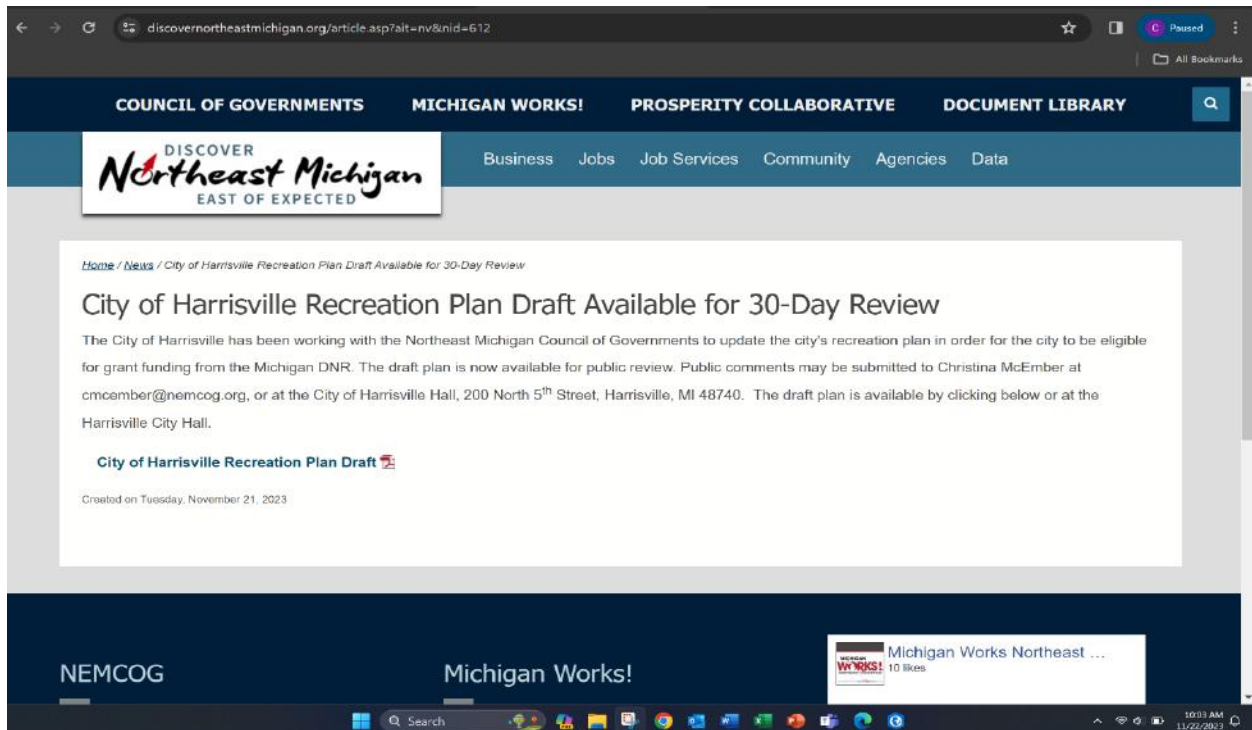 discovernortheastmichigan.org/article.asp?ait=nv&nid=612
C Paused
All Bookmarks
COUNCIL OF GOVERNMENTS MICHIGAN WORKS! PROSPERITY COLLABORATIVE DOCUMENT LIBRARY
DISCOVER
Northeast Michigan
EAST OF EXPECTED
Business Jobs Job Services Community Agencies Data
Home / News / City of Harrisville Recreation Plan Draft Available for 30-Day Review
City of Harrisville Recreation Plan Draft Available for 30-Day Review
The City of Harrisville has been working with the Northeast Michigan Council of Governments to update the city's recreation plan in order for the city to be eligible
for grant funding from the Michigan DNR. The draft plan is now available for public review. Public comments may be submitted to Christina McEmber at
cmcember@nemcog.org, or at the City of Harrisville Hall, 200 North 5th Street, Harrisville, MI 48740. The draft plan is available by clicking below or at the
Harrisville City Hall.
City of Harrisville Recreation Plan Draft
Created on Tuesday, November 21, 2023
NEMCOG
Michigan Works!
WORKS!
Michigan Works Northeast ...
10 likes
Search
10:03 AM
11/22/2023